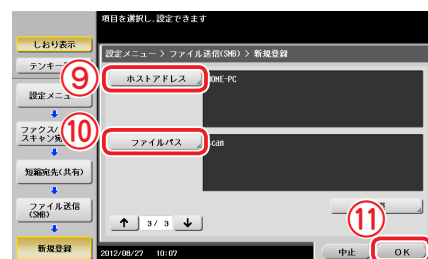 項目を選択し、設定できます
しおり表示
設定メニュー > ファイル送信(SMB) > 新規登録
テンキー
⑨
ホストアドレス
HOME-PC
設定メニュー
⑩
ファクス/
スキャン宛
ファイルパス
scan
短縮宛先(共有)
ファイル送信
(SMB)
⑪
↑ 3/ 3 ↓
新規登録
2012/08/27 10:07
中止
OK